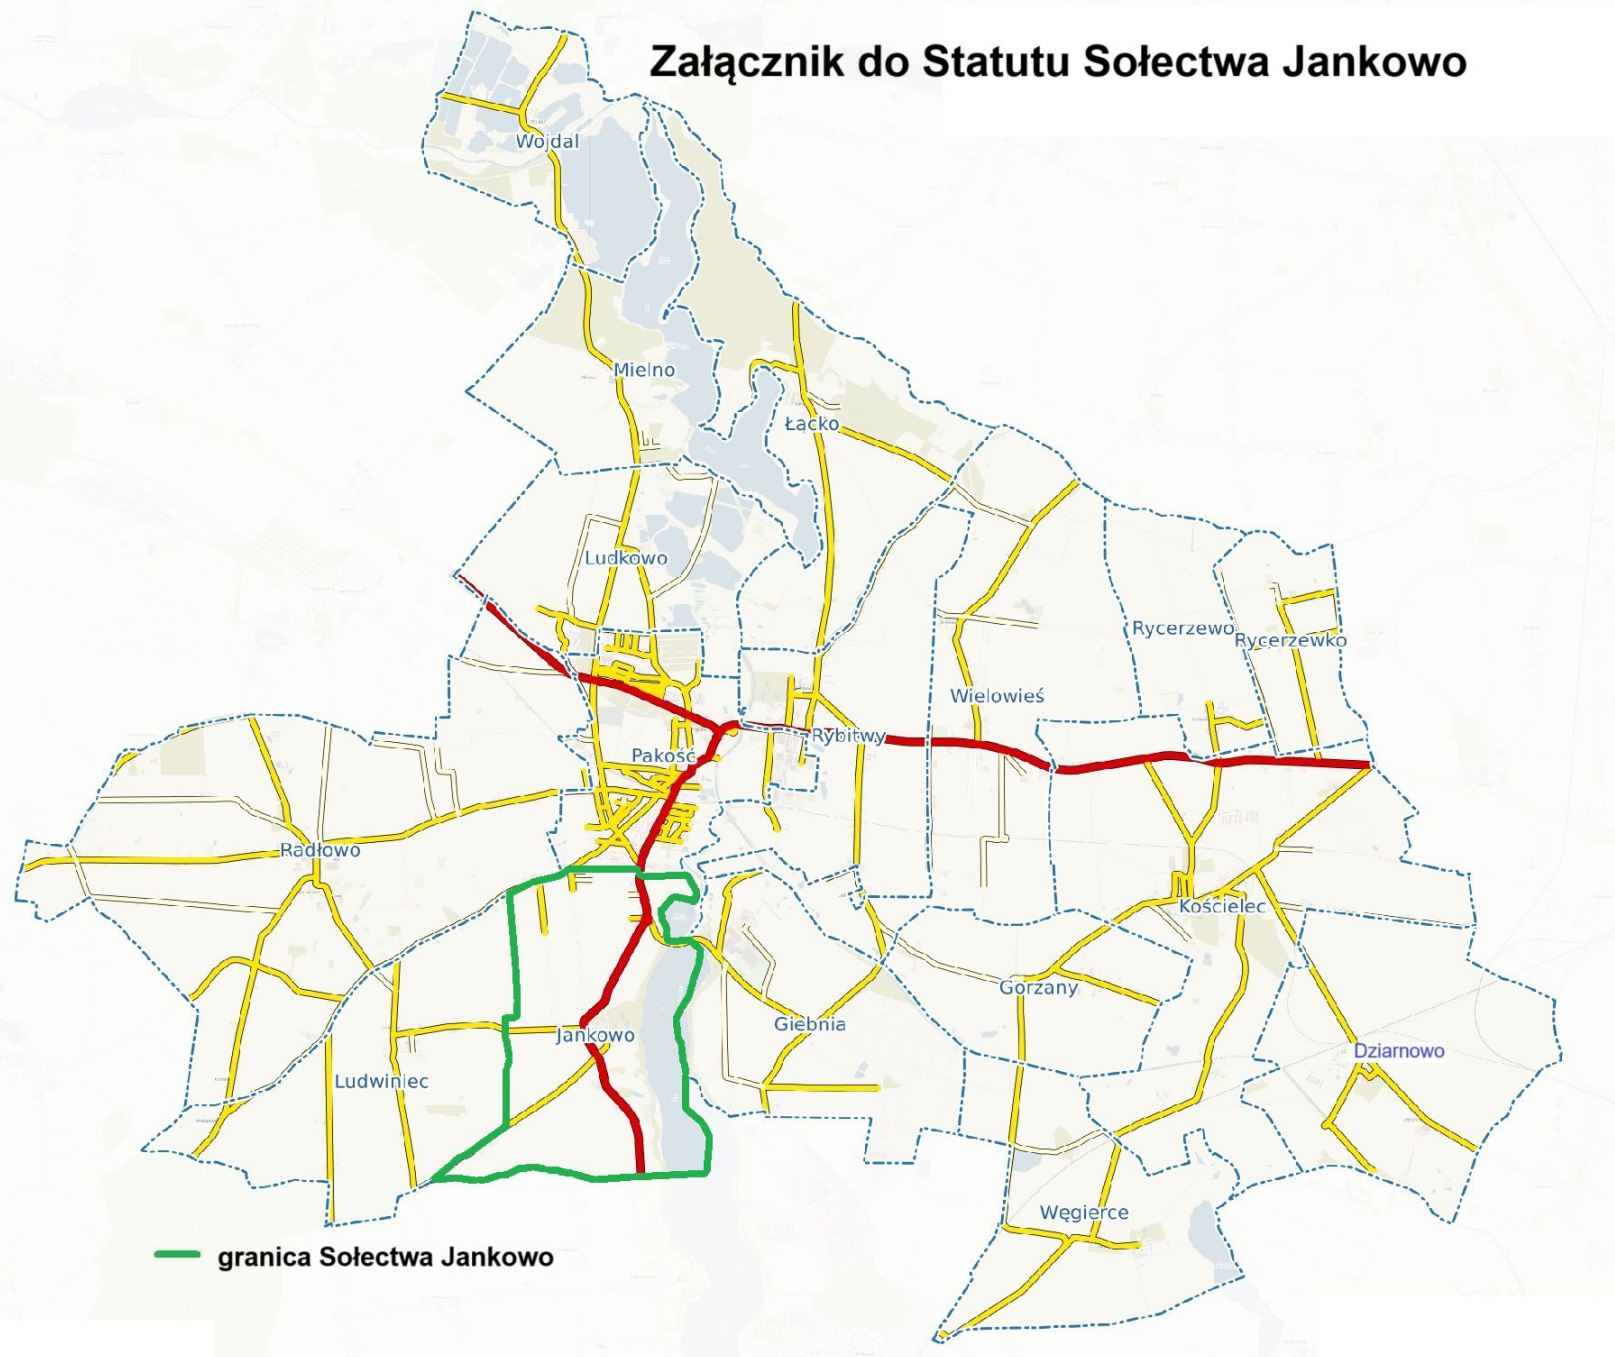 Załącznik do Statutu Sołectwa Jankowo
Wojdal
Mielno
Łącko
Ludkowo
Rycerzewo
Rycerzewko
Wielowieś
Rybitwy
Pakość
Radłowo
Kościelec
Gorzany
Giebnia
Jankowo
Dziarnowo
Ludwiniec
Węgierce
granica Sołectwa Jankowo